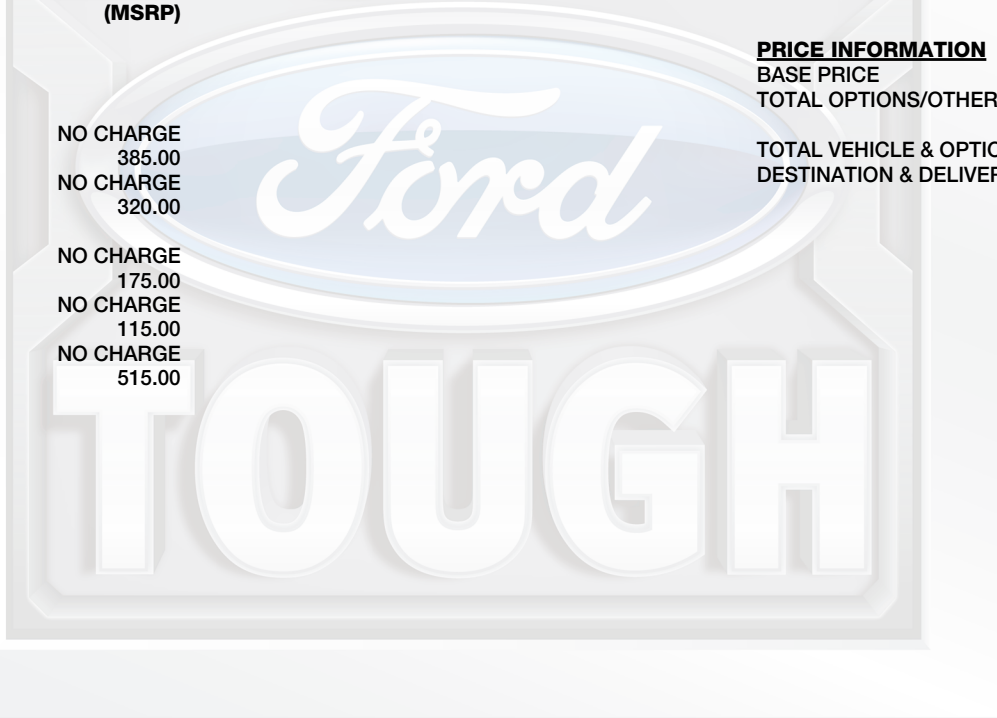 (MSRP)
NO CHARGE
385.00
NO CHARGE
320.00
NO CHARGE
175.00
NO CHARGE
115.00
NO CHARGE
515.00
PRICE INFORMATION
BASE PRICE
TOTAL OPTIONS/OTHER
TOTAL VEHICLE & OPTIO
DESTINATION & DELIVER
Ford
TOUGH